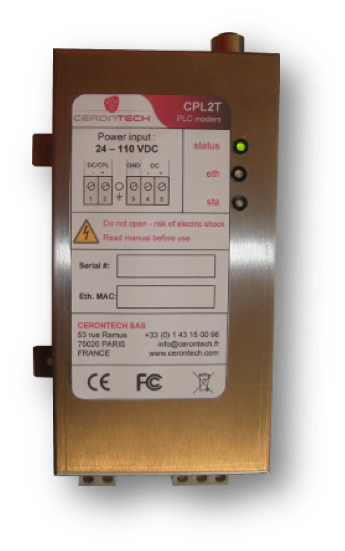 CERONTECH
CPL2T
PLC modem
Power input :
24 – 110 VDC
DC/CPL GND DC
- + - +
1 2 3 4 5
status
eth
sta
Do not open - risk of electric shock
Read manual before use
Serial #:
Eth. MAC:
CERONTECH SAS
53 rue Ramus +33 (0) 1 43 15 00 96
75020 PARIS info@cerontech.fr
FRANCE www.cerontech.com
CE FC